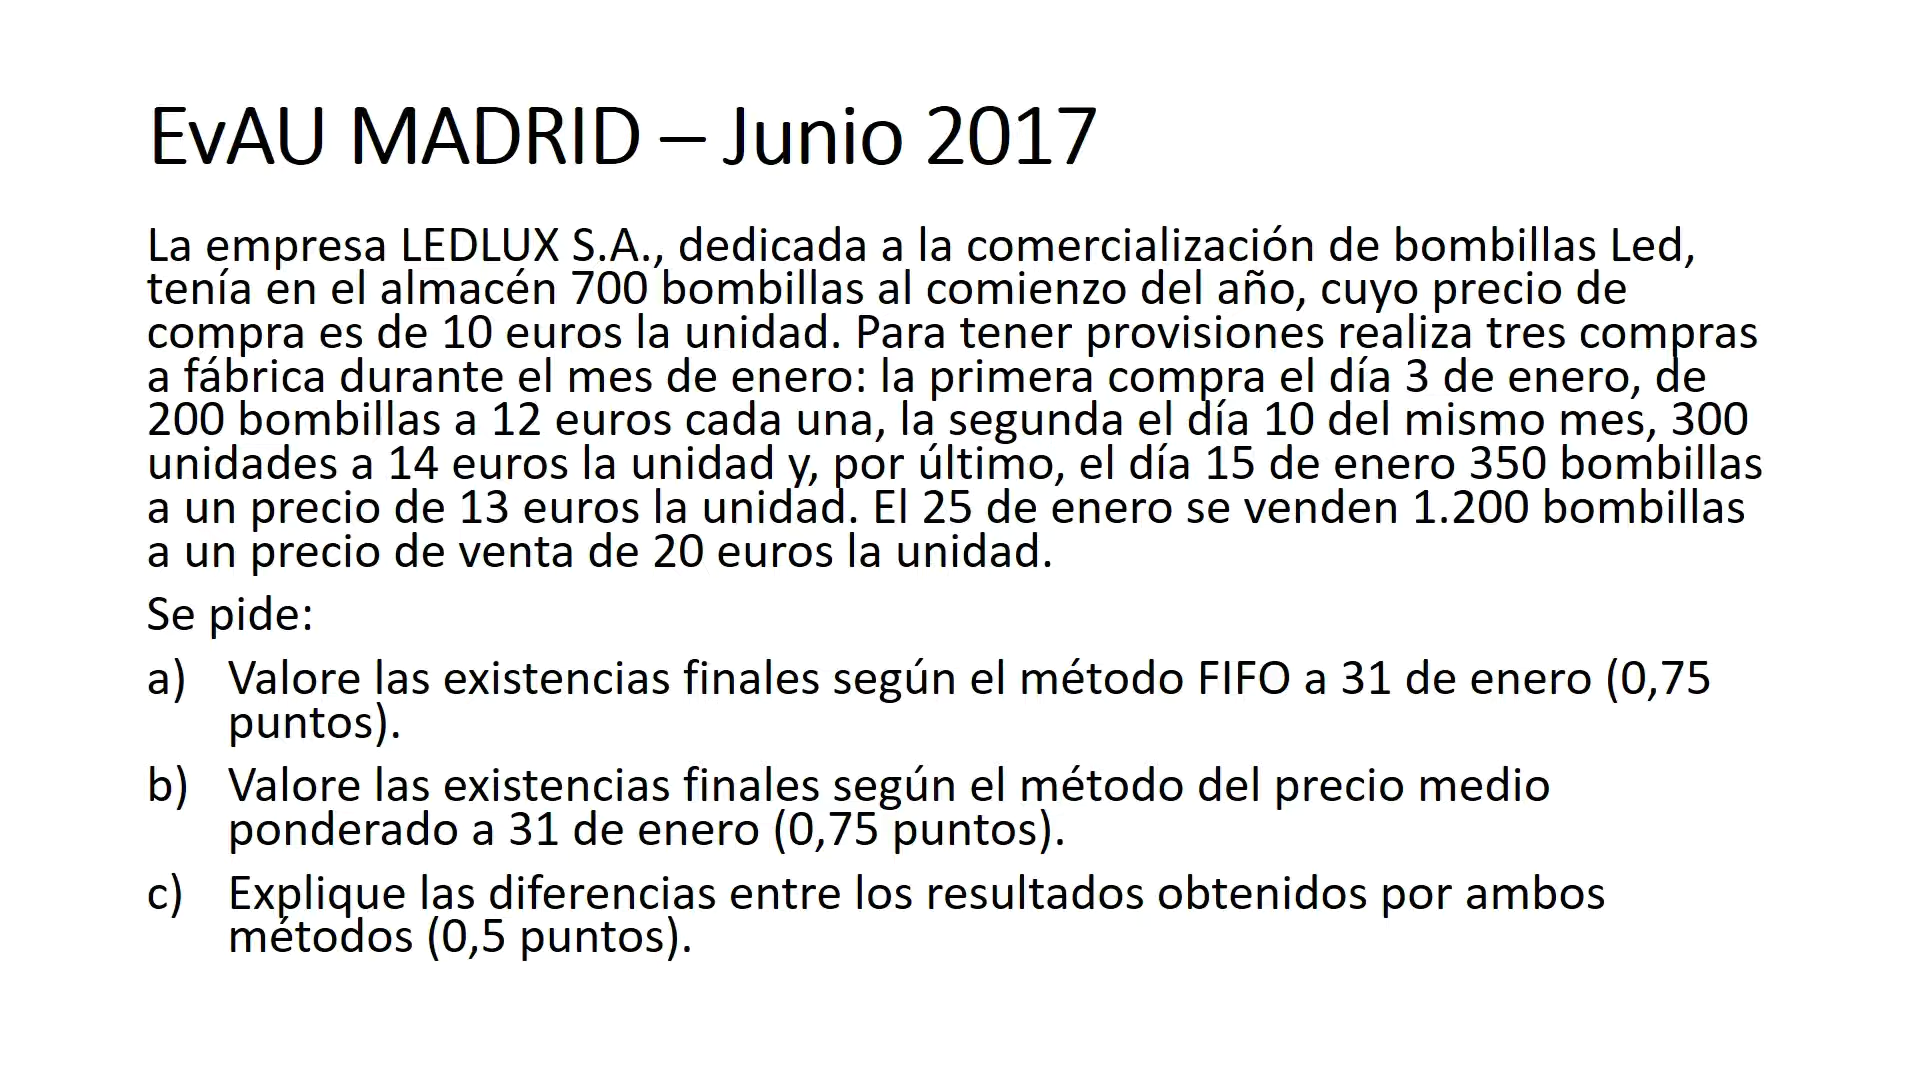 EvAU MADRID – Junio 2017
La empresa LEDLUX S.A., dedicada a la comercialización de bombillas Led,
tenía en el almacén 700 bombillas al comienzo del año, cuyo precio de
compra es de 10 euros la unidad. Para tener provisiones realiza tres compras
a fábrica durante el mes de enero: la primera compra el día 3 de enero, de
200 bombillas a 12 euros cada una, la segunda el día 10 del mismo mes, 300
unidades a 14 euros la unidad y, por último, el día 15 de enero 350 bombillas
a un precio de 13 euros la unidad. El 25 de enero se venden 1.200 bombillas
a un precio de venta de 20 euros la unidad.
Se pide:
a) Valore las existencias finales según el método FIFO a 31 de enero (0,75
puntos).
b) Valore las existencias finales según el método del precio medio
ponderado a 31 de enero (0,75 puntos).
c) Explique las diferencias entre los resultados obtenidos por ambos
métodos (0,5 puntos).